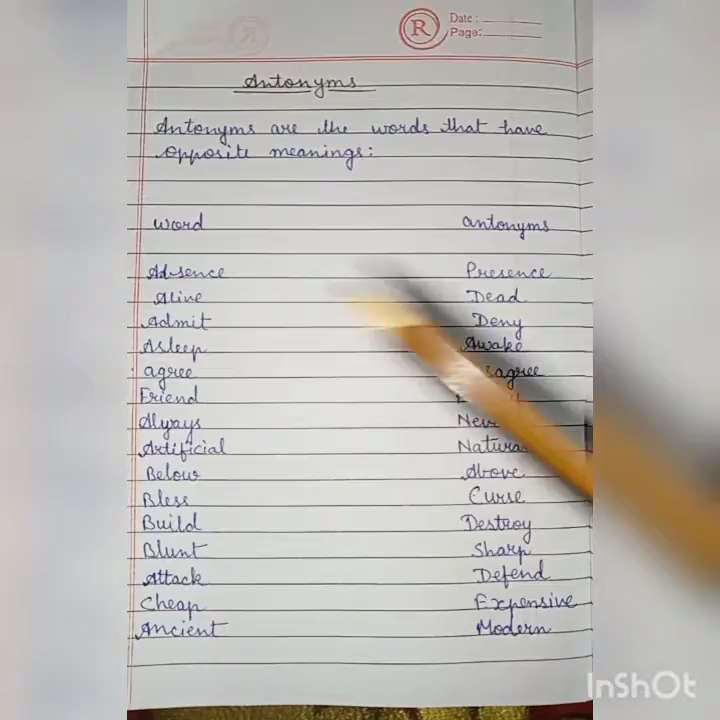 R Date:
Page:
Antonyms
Antonyms are the words that have
opposite meanings:
word antonyms
Absence Presence
Alive Dead
Admit Deny
Asleep Awake
agree
Friend
Always
Artificial
Below Above
Bless Curse
Build Destroy
Blunt Sharp
Attack Defend
Cheap Expensive
Ancient Modern
InShOt